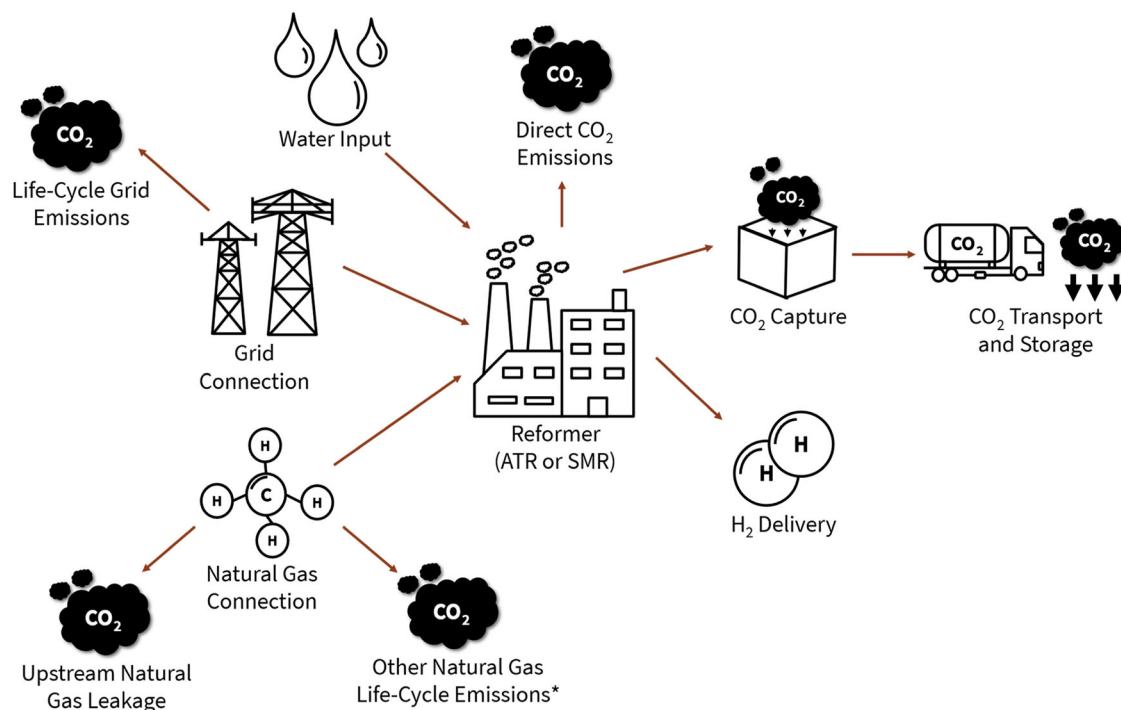 CO₂
Water Input
CO₂
Direct CO₂
Emissions
CO₂
Life-Cycle Grid
Emissions
Grid
Connection
CO₂
CO₂ Capture
CO₂
CO₂
CO₂ Transport
and Storage
Reformer
(ATR or SMR)
H
H
H₂ Delivery
H
H
C
H
H
Natural Gas
Connection
CO₂
Upstream Natural
Gas Leakage
CO₂
Other Natural Gas
Life-Cycle Emissions*